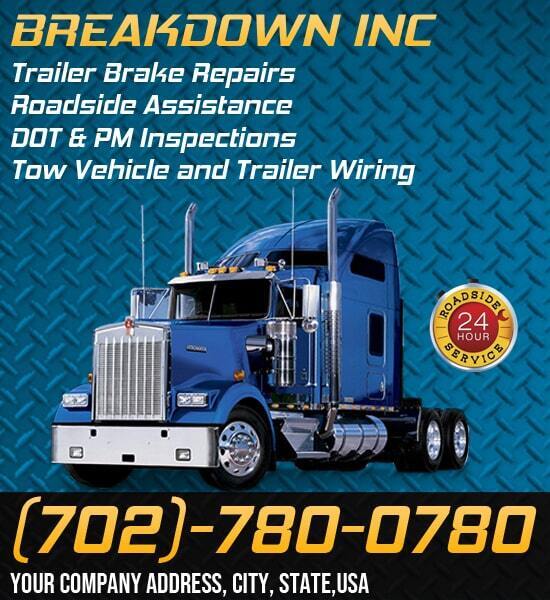 BREAKDOWN INC
Trailer Brake Repairs
Roadside Assistance
DOT & PM Inspections
Tow Vehicle and Trailer Wiring
ROADSIDE
24
HOUR
SERVICE
(702)-780-0780
YOUR COMPANY ADDRESS, CITY, STATE,USA